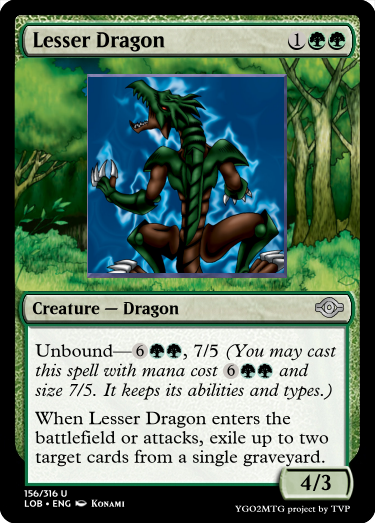 Lesser Dragon 1
Creature — Dragon
Unbound—6, 7/5 (You may cast
this spell with mana cost 6 and
size 7/5. It keeps its abilities and types.)
When Lesser Dragon enters the
battlefield or attacks, exile up to two
target cards from a single graveyard.
4/3
156/316 U
LOB • ENG Konami
YGO2MTG project by TVP